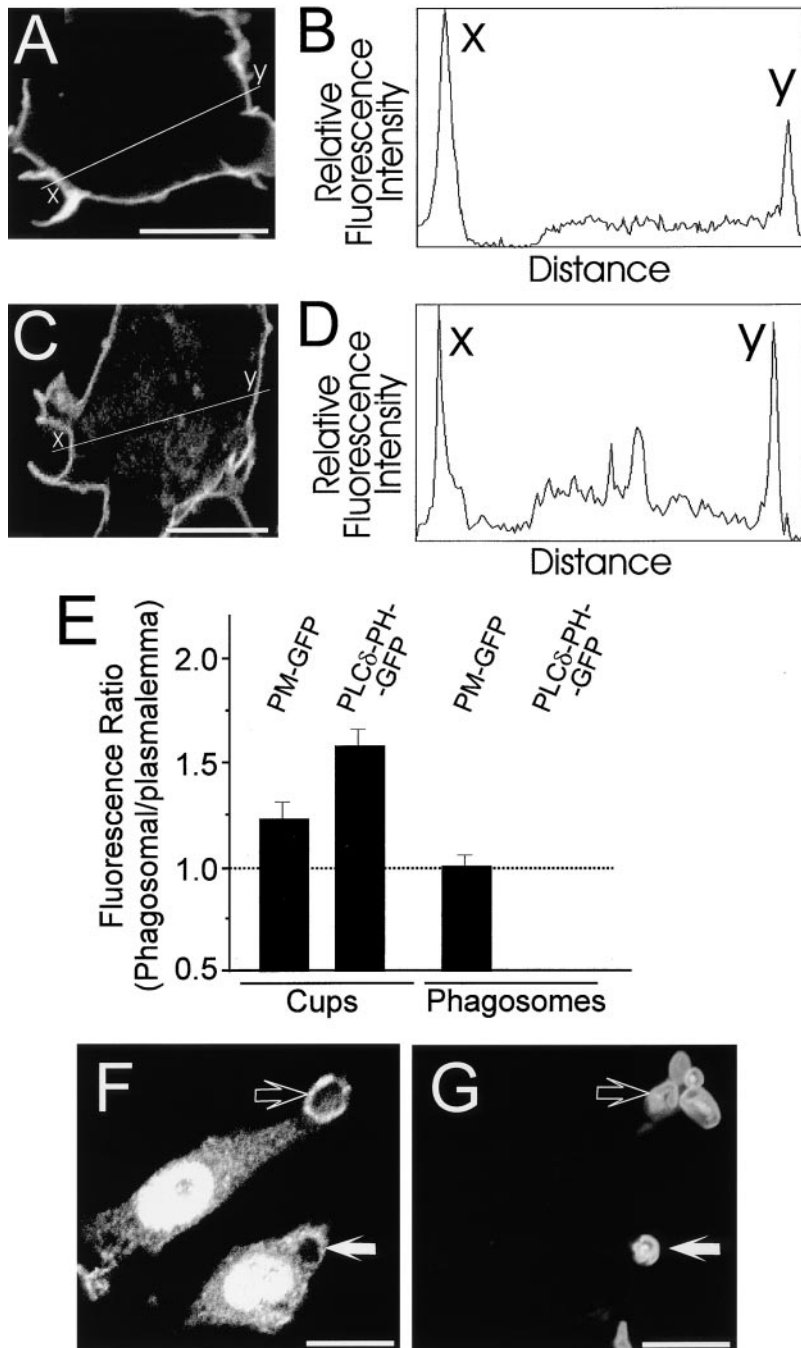 A
x
y
B
x
y
Relative
Fluorescence
Intensity
Distance
C
x
y
D
x
y
Relative
Fluorescence
Intensity
Distance
E
Fluorescence Ratio
(Phagosomal/plasmalemma)
2.0
1.5
1.0
0.5
PM-GFP
PLCδ-PH-
-GFP
PM-GFP
PLCδ-PH-
-GFP
Cups
Phagosomes
F
G